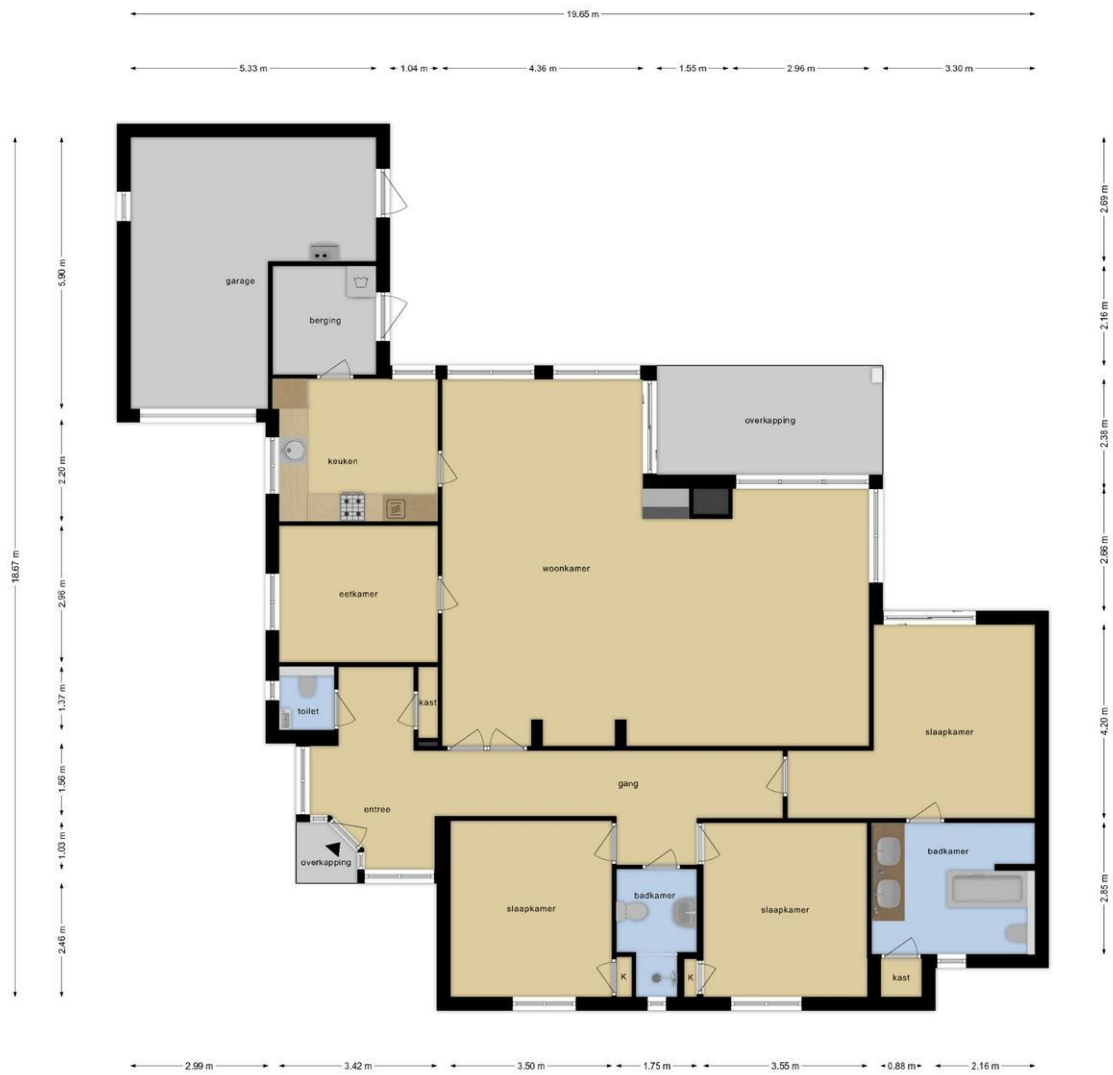 19.65 m
5.33 m
1.04 m
4.36 m
1.55 m
2.96 m
3.30 m
18.67 m
5.90 m
2.20 m
2.96 m
1.37 m
1.56 m
1.03 m
2.46 m
garage
berging
keuken
overkapping
eetkamer
woonkamer
toilet
kast
slaapkamer
gang
entree
overkapping
badkamer
slaapkamer
badkamer
slaapkamer
K
K
kast
2.69 m
2.16 m
2.38 m
2.66 m
4.20 m
2.85 m
2.99 m
3.42 m
3.50 m
1.75 m
3.55 m
0.88 m
2.16 m